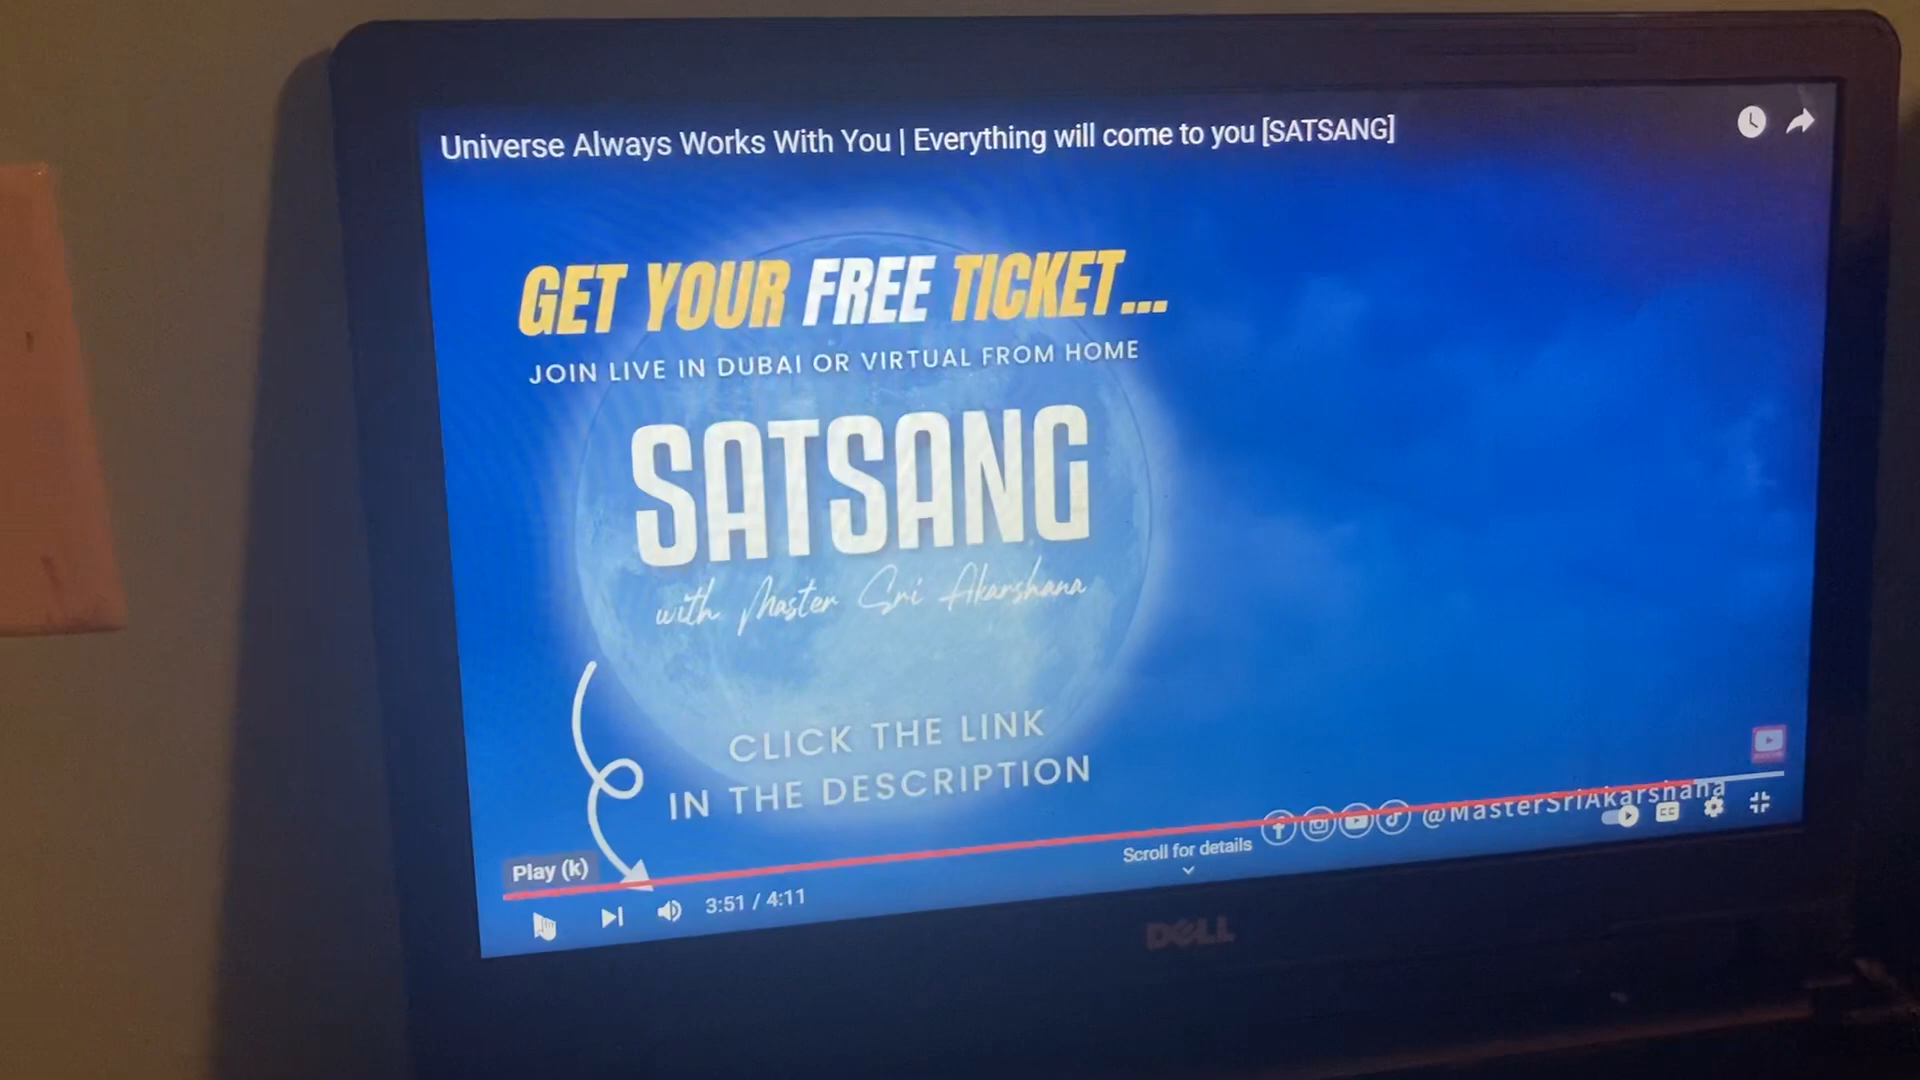 Universe Always Works With You | Everything will come to you [SATSANG]
GET YOUR FREE TICKET...
JOIN LIVE IN DUBAI OR VIRTUAL FROM HOME
SATSANG
with Master Sri Akarshana
CLICK THE LINK
IN THE DESCRIPTION
@MasterSriAkarshana
CC
Scroll for details
Play (k)
3:51 / 4:11
DELL